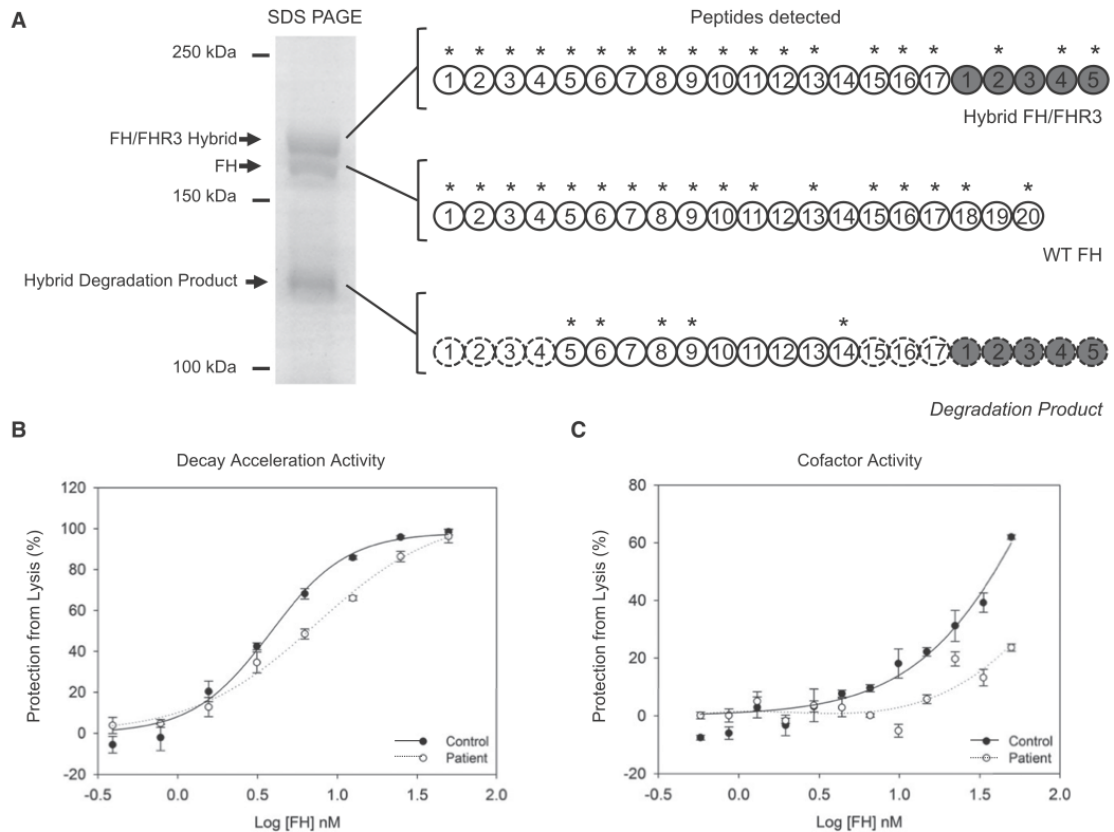 A
SDS PAGE
Peptides detected
250 kDa
* * * * * * * * * * * * * * * * * * *
1 2 3 4 5 6 7 8 9 10 11 12 13 14 15 16 17 1 2 3 4 5
Hybrid FH/FHR3
FH/FHR3 Hybrid
FH
150 kDa
* * * * * * * * * * * * * * * * *
1 2 3 4 5 6 7 8 9 10 11 12 13 14 15 16 17 18 19 20
WT FH
Hybrid Degradation Product
* * * * *
1 2 3 4 5 6 7 8 9 10 11 12 13 14 15 16 17 1 2 3 4 5
100 kDa
Degradation Product
B
Decay Acceleration Activity
Protection from Lysis (%)
120
100
80
60
40
20
0
-20
Control
Patient
-0.5 0.0 0.5 1.0 1.5 2.0
Log [FH] nM
C
Cofactor Activity
Protection from Lysis (%)
80
60
40
20
0
-20
Control
Patient
-0.5 0.0 0.5 1.0 1.5 2.0
Log [FH] nM